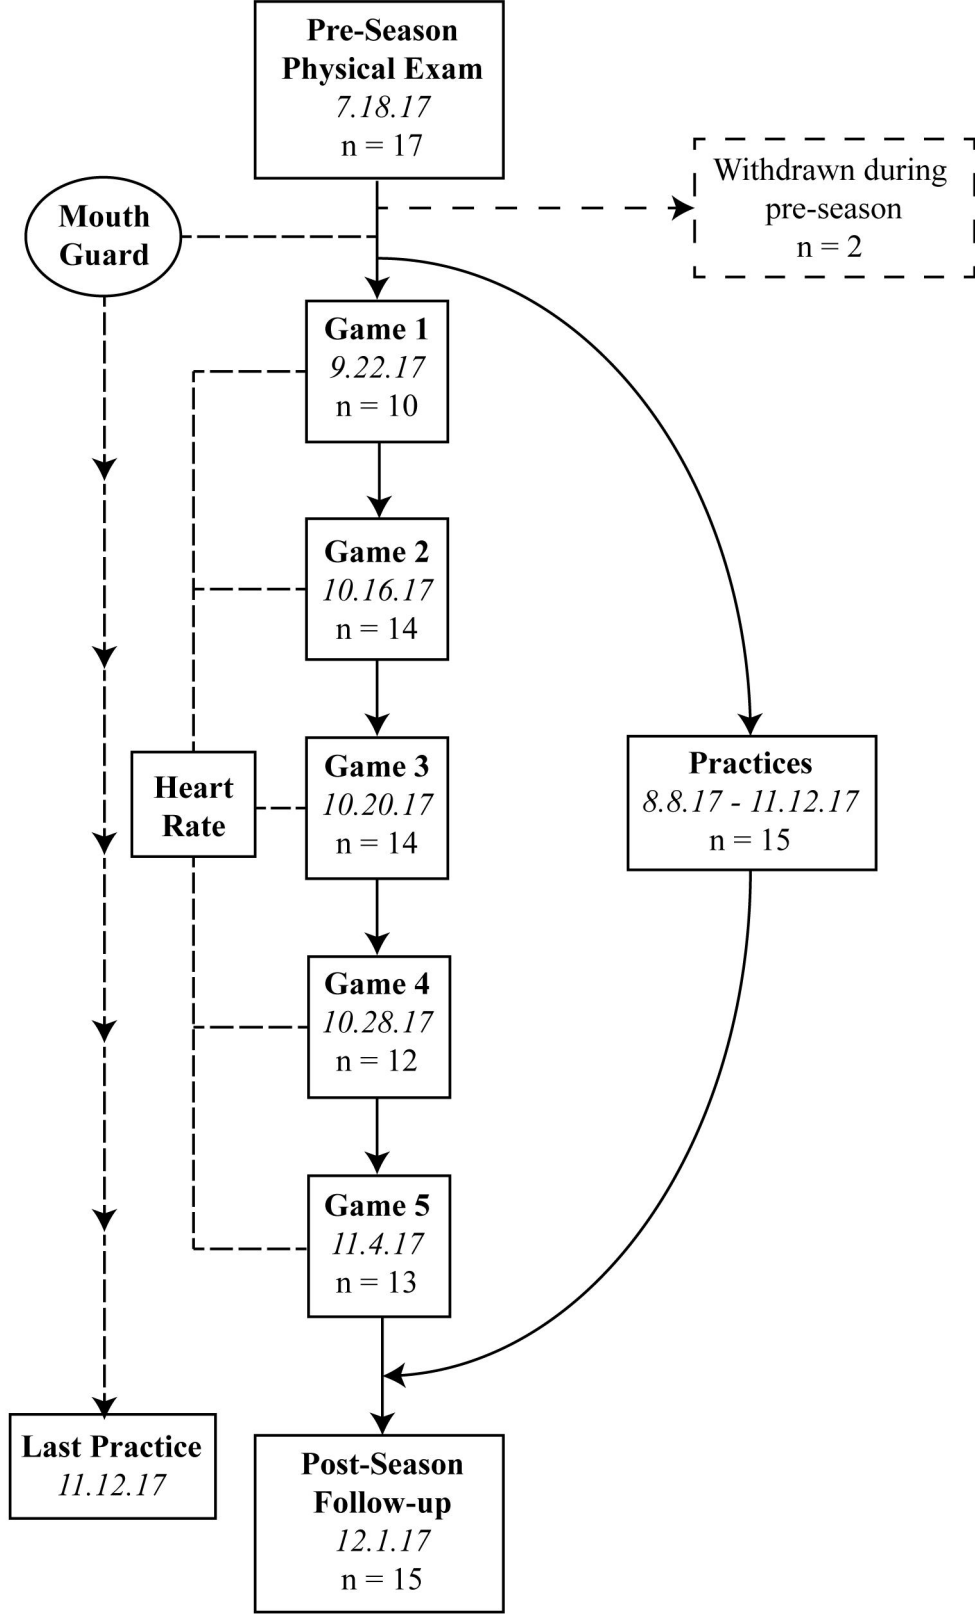 Pre-Season
Physical Exam
7.18.17
n = 17
Withdrawn during
pre-season
n = 2
Mouth
Guard
Game 1
9.22.17
n = 10
Game 2
10.16.17
n = 14
Game 3
10.20.17
n = 14
Heart
Rate
Practices
8.8.17 - 11.12.17
n = 15
Game 4
10.28.17
n = 12
Game 5
11.4.17
n = 13
Last Practice
11.12.17
Post-Season
Follow-up
12.1.17
n = 15